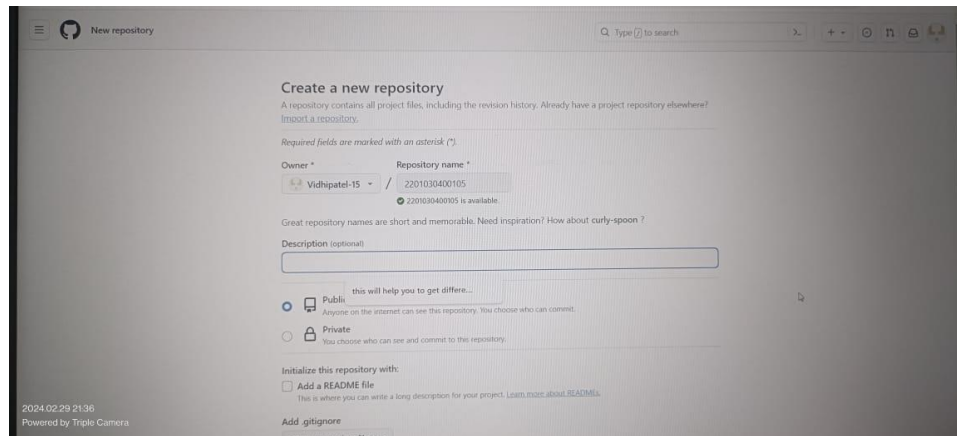 New repository
Type / to search
Create a new repository
A repository contains all project files, including the revision history. Already have a project repository elsewhere?
Import a repository.
Required fields are marked with an asterisk (*).
Owner * Repository name *
Vidhipatel-15 / 2201030400105
2201030400105 is available.
Great repository names are short and memorable. Need inspiration? How about curly-spoon ?
Description (optional)
this will help you to get differe...
Publi
Anyone on the internet can see this repository. You choose who can commit.
Private
You choose who can see and commit to this repository.
Initialize this repository with:
Add a README file
This is where you can write a long description for your project. Learn more about READMEs.
Add .gitignore
2024.02.29 21:36
Powered by Triple Camera